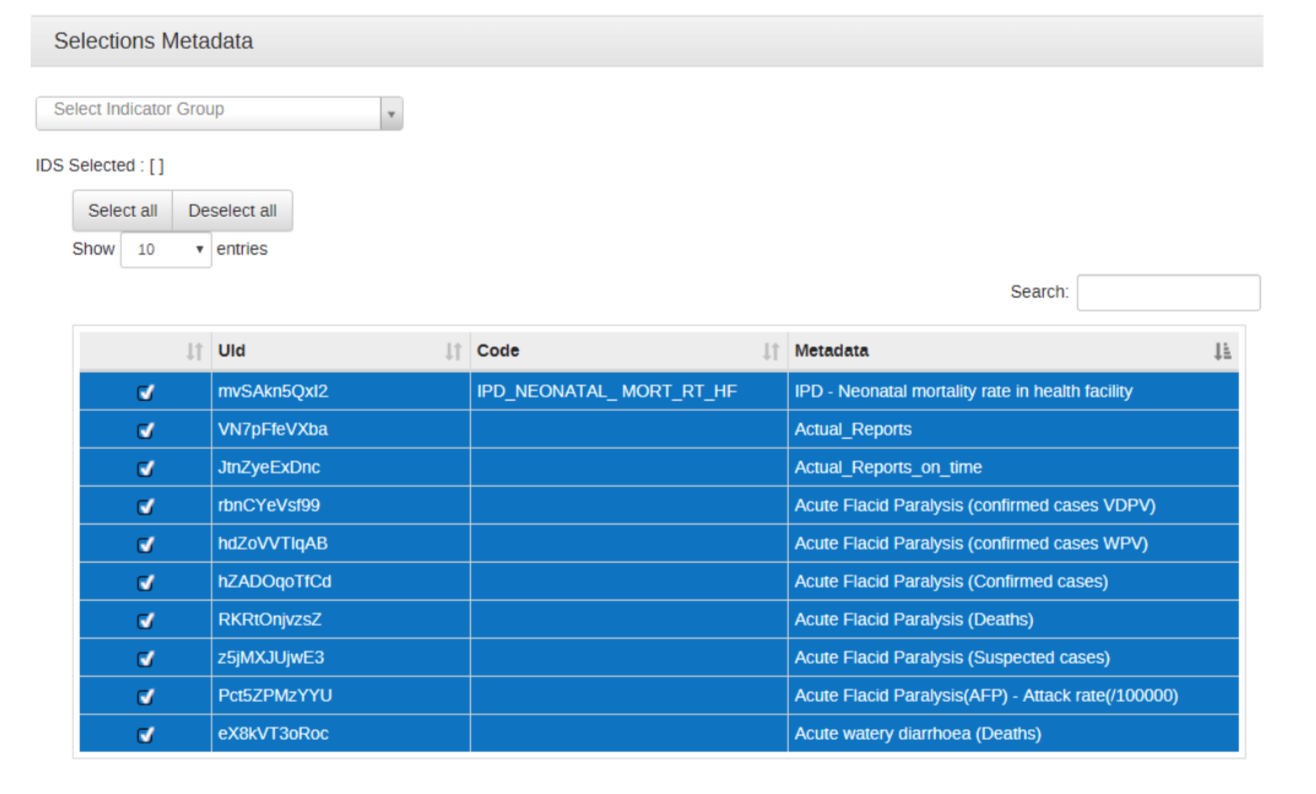 Selections Metadata
Select Indicator Group
IDS Selected : [ ]
Select all Deselect all
Show 10 entries
Search:
UId Code Metadata
mvSAkn5QxI2 IPD_NEONATAL_ MORT_RT_HF IPD - Neonatal mortality rate in health facility
VN7pFfeVXba Actual_Reports
JtnZyeExDnc Actual_Reports_on_time
rbnCYeVsf99 Acute Flacid Paralysis (confirmed cases VDPV)
hdZoVVTIqAB Acute Flacid Paralysis (confirmed cases WPV)
hZADOqoTfCd Acute Flacid Paralysis (Confirmed cases)
RKRtOnjvzsZ Acute Flacid Paralysis (Deaths)
z5jMXJUjwE3 Acute Flacid Paralysis (Suspected cases)
Pct5ZPMzYYU Acute Flacid Paralysis(AFP) - Attack rate(/100000)
eX8kVT3oRoc Acute watery diarrhoea (Deaths)